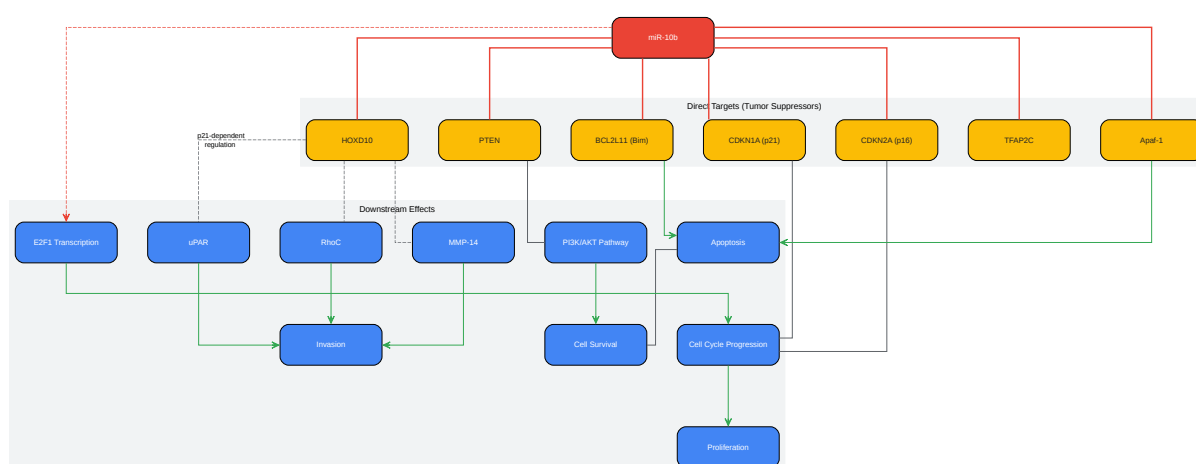 miR-10b
Direct Targets (Tumor Suppressors)
p21-dependent
regulation
HOXD10
PTEN
BCL2L11 (Bim)
CDKN1A (p21)
CDKN2A (p16)
TFAP2C
Apaf-1
Downstream Effects
E2F1 Transcription
uPAR
RhoC
MMP-14
PI3K/AKT Pathway
Apoptosis
Invasion
Cell Survival
Cell Cycle Progression
Proliferation